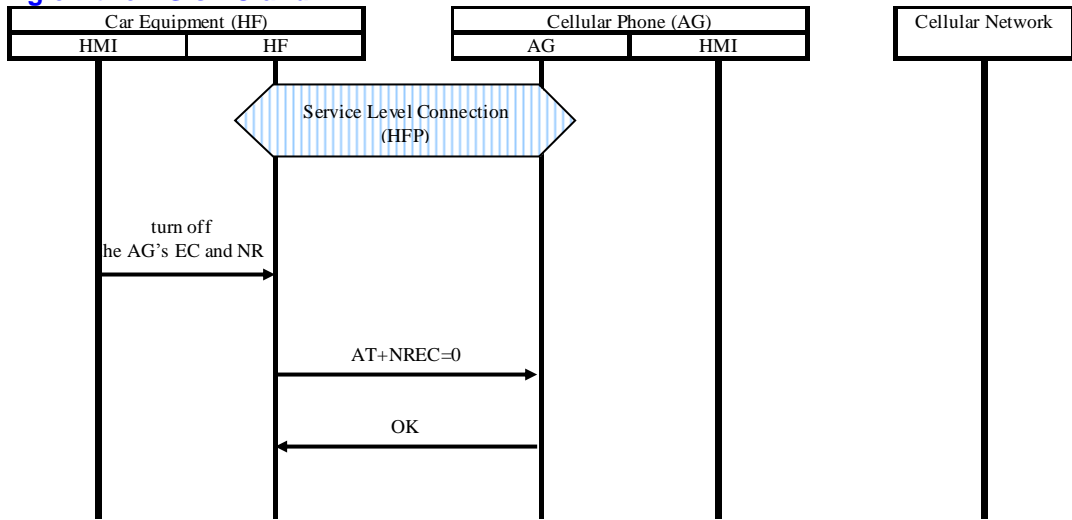 Car Equipment (HF)
Cellular Phone (AG)
Cellular Network
HMI
HF
AG
HMI
Service Level Connection
(HFP)
turn off
he AG's EC and NR
AT+NREC=0
OK